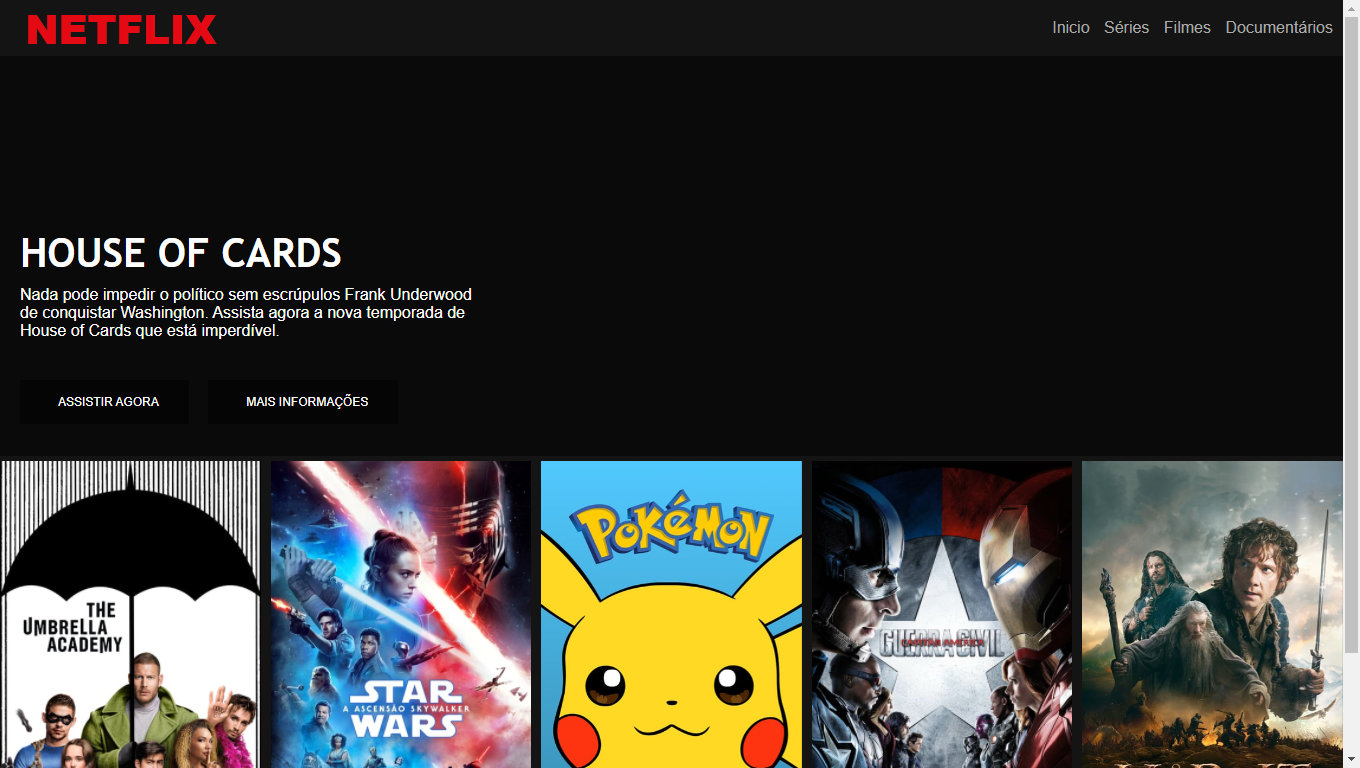 NETFLIX
Inicio Séries Filmes Documentários
HOUSE OF CARDS
Nada pode impedir o político sem escrúpulos Frank Underwood
de conquistar Washington. Assista agora a nova temporada de
House of Cards que está imperdível.
ASSISTIR AGORA MAIS INFORMAÇÕES
THE
UMBRELLA
ACADEMY
STAR
A ASCENSÃO SKYWALKER
WARS
POKéMON
GUERRA CIVIL
CAPITÃO AMÉRICA